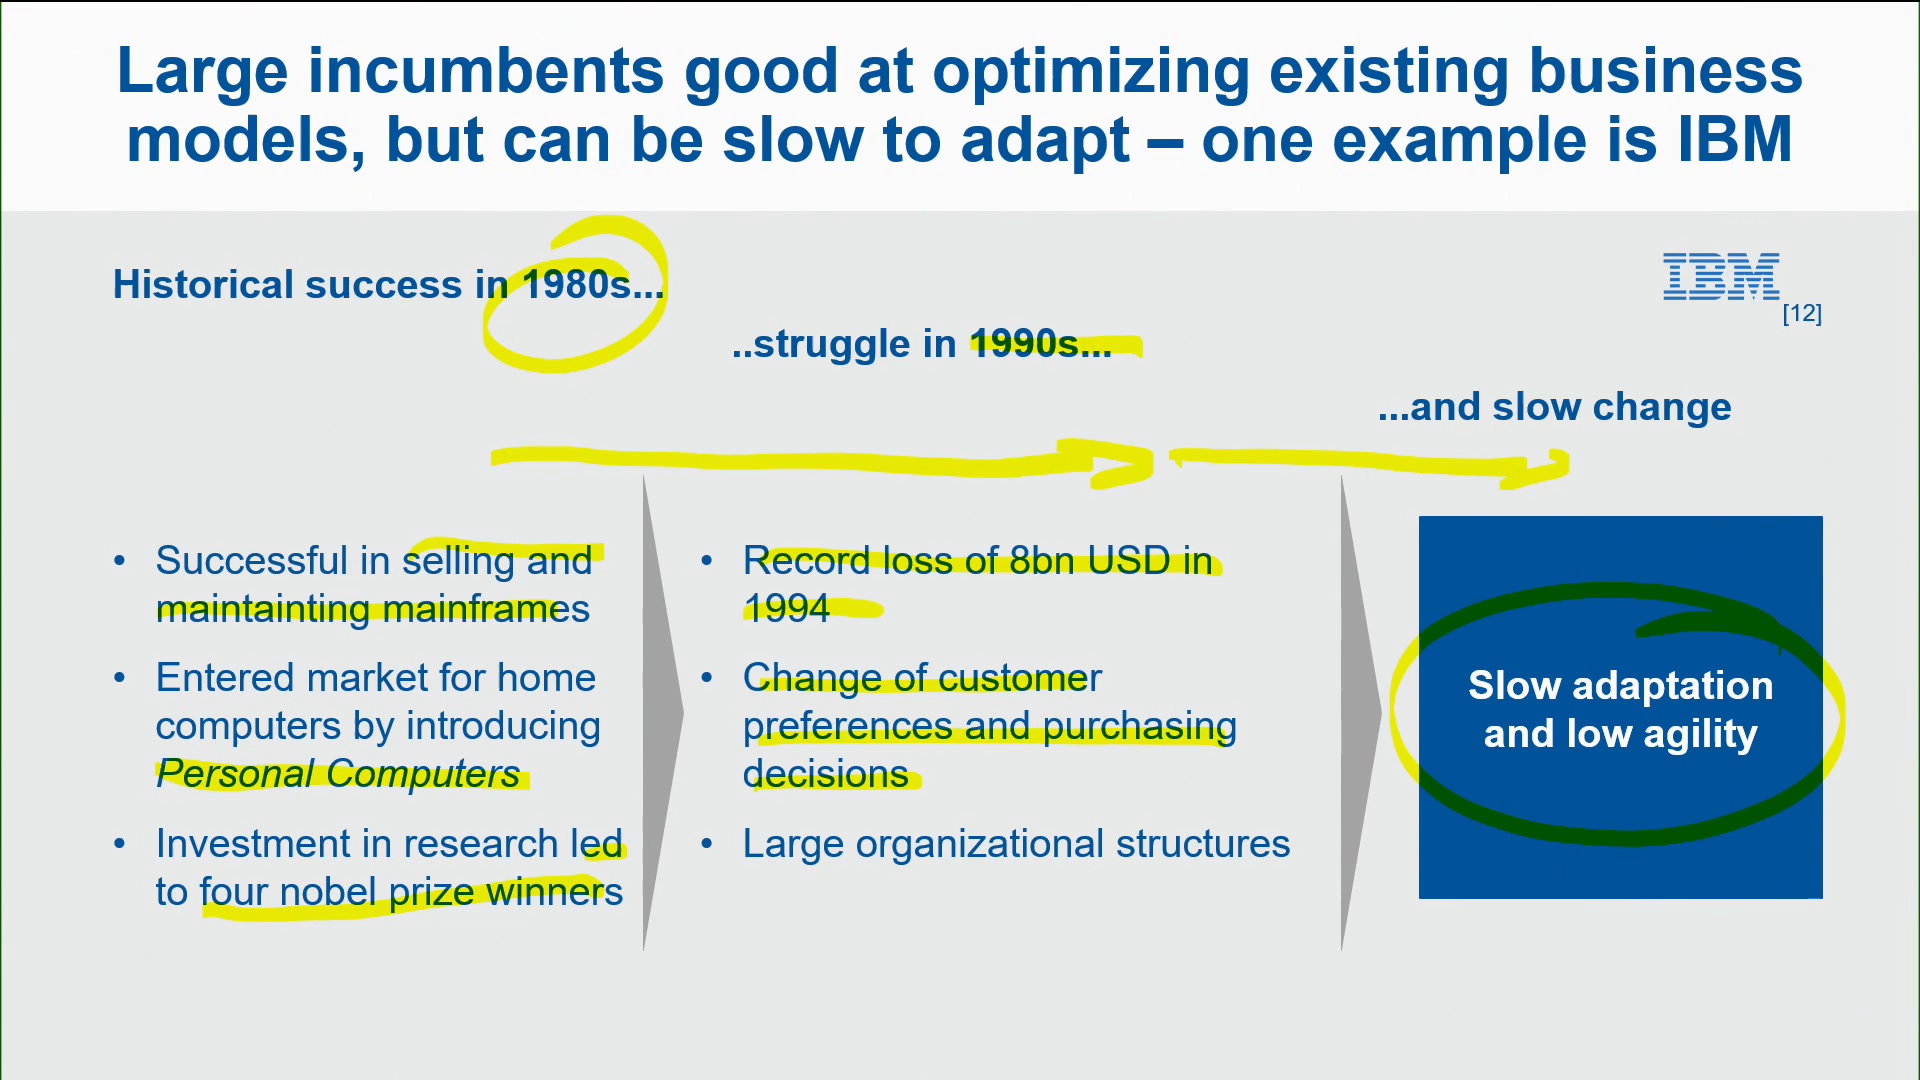 Large incumbents good at optimizing existing business
models, but can be slow to adapt – one example is IBM
Historical success in 1980s...
IBM
[12]
..struggle in 1990s...
...and slow change
• Successful in selling and
maintainting mainframes
• Entered market for home
computers by introducing
Personal Computers
• Investment in research led
to four nobel prize winners
• Record loss of 8bn USD in
1994
• Change of customer
preferences and purchasing
decisions
• Large organizational structures
Slow adaptation
and low agility